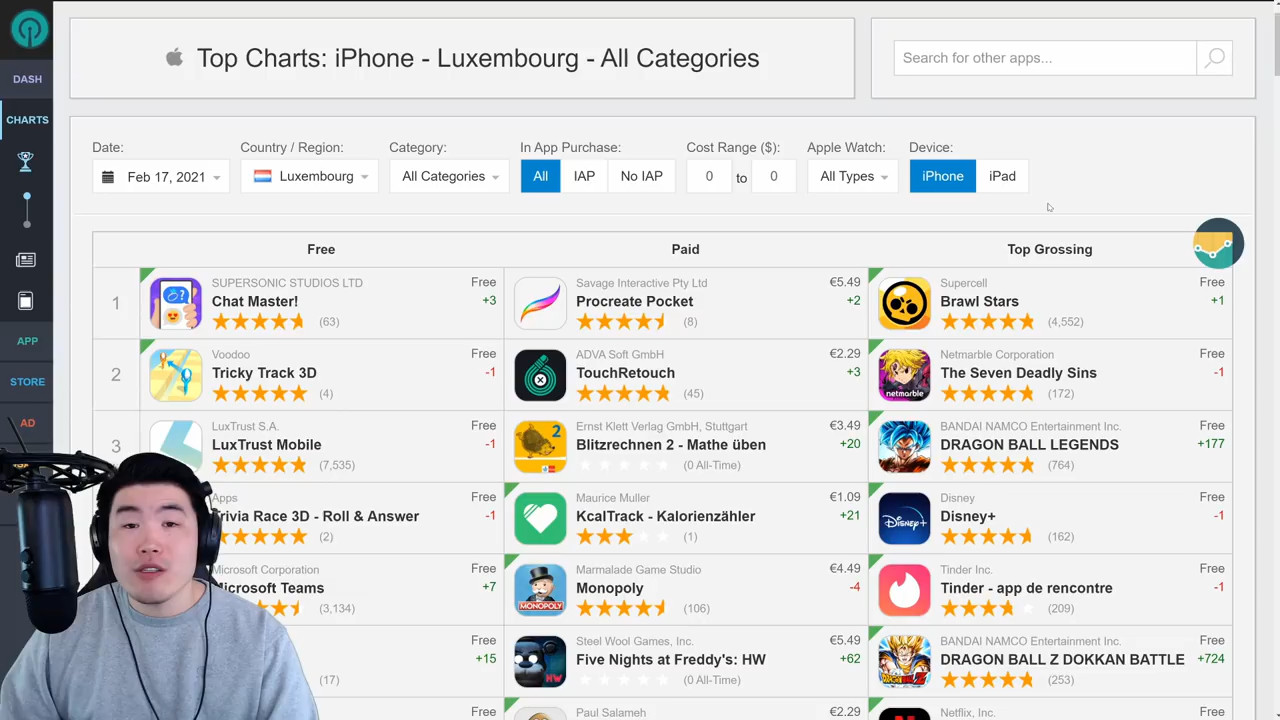 Top Charts: iPhone - Luxembourg - All Categories
Search for other apps...
DASH
CHARTS
APP
STORE
AD
Date:
Country / Region:
Category:
In App Purchase:
Cost Range ($):
Apple Watch:
Device:
Feb 17, 2021
Luxembourg
All Categories
All
IAP
No IAP
0
to
0
All Types
iPhone
iPad
Free
Paid
Top Grossing
1
SUPERSONIC STUDIOS LTD
Free
Chat Master!
+3
(63)
Savage Interactive Pty Ltd
€5.49
Procreate Pocket
+2
(8)
Supercell
Free
Brawl Stars
+1
(4,552)
2
Voodoo
Free
Tricky Track 3D
-1
(4)
ADVA Soft GmbH
€2.29
TouchRetouch
+3
(45)
Netmarble Corporation
Free
The Seven Deadly Sins
-1
(172)
netmarble
3
LuxTrust S.A.
Free
LuxTrust Mobile
-1
(7,535)
Ernst Klett Verlag GmbH, Stuttgart
€3.49
Blitzrechnen 2 - Mathe üben
+20
(0 All-Time)
2
BANDAI NAMCO Entertainment Inc.
Free
DRAGON BALL LEGENDS
+177
(764)
Apps
Free
Trivia Race 3D - Roll & Answer
-1
(2)
Maurice Muller
€1.09
KcalTrack - Kalorienzähler
+21
(1)
Disney
Free
Disney+
-1
(162)
Disney+
Microsoft Corporation
Free
Microsoft Teams
+7
(3,134)
Marmalade Game Studio
€4.49
Monopoly
-4
(106)
MONOPOLY
Tinder Inc.
Free
Tinder - app de rencontre
-1
(209)
Free
+15
(17)
Steel Wool Games, Inc.
€5.49
Five Nights at Freddy's: HW
+62
(0 All-Time)
HW
BANDAI NAMCO Entertainment Inc.
Free
DRAGON BALL Z DOKKAN BATTLE
+724
(253)
Free
Paul Salameh
€2.29
Netflix, Inc.
Free